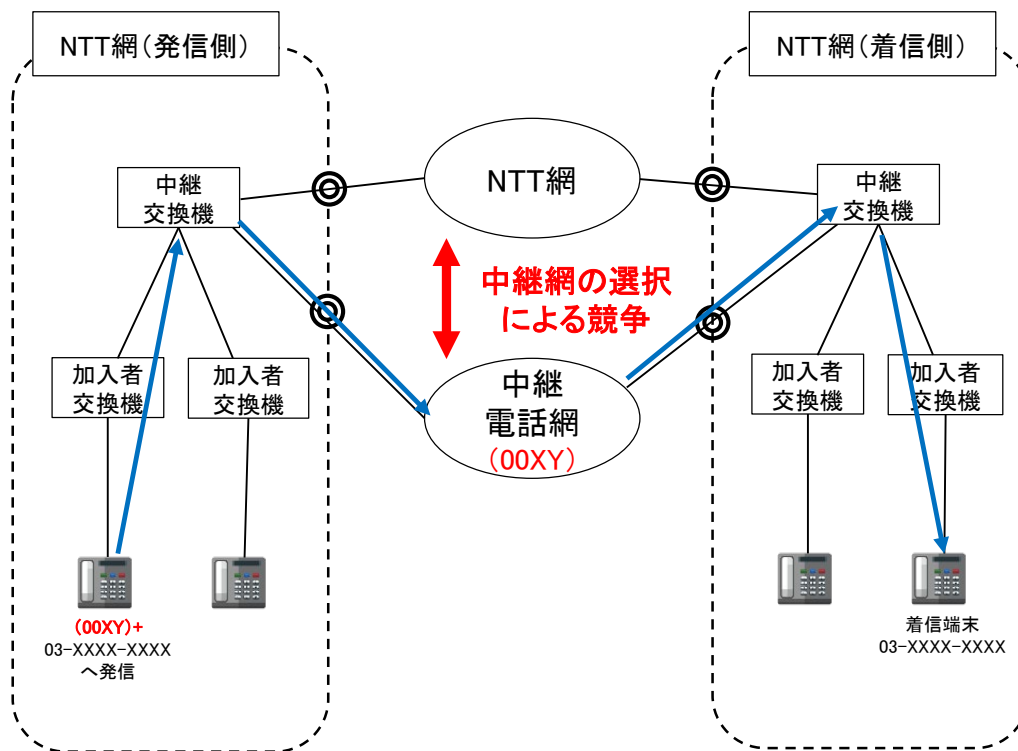 NTT網(発信側)
NTT網(着信側)
中継
交換機
NTT網
中継
交換機
中継網の選択
による競争
加入者
交換機
加入者
交換機
中継
電話網
(00XY)
加入者
交換機
加入者
交換機
(00XY)+
03-XXXX-XXXX
へ発信
着信端末
03-XXXX-XXXX